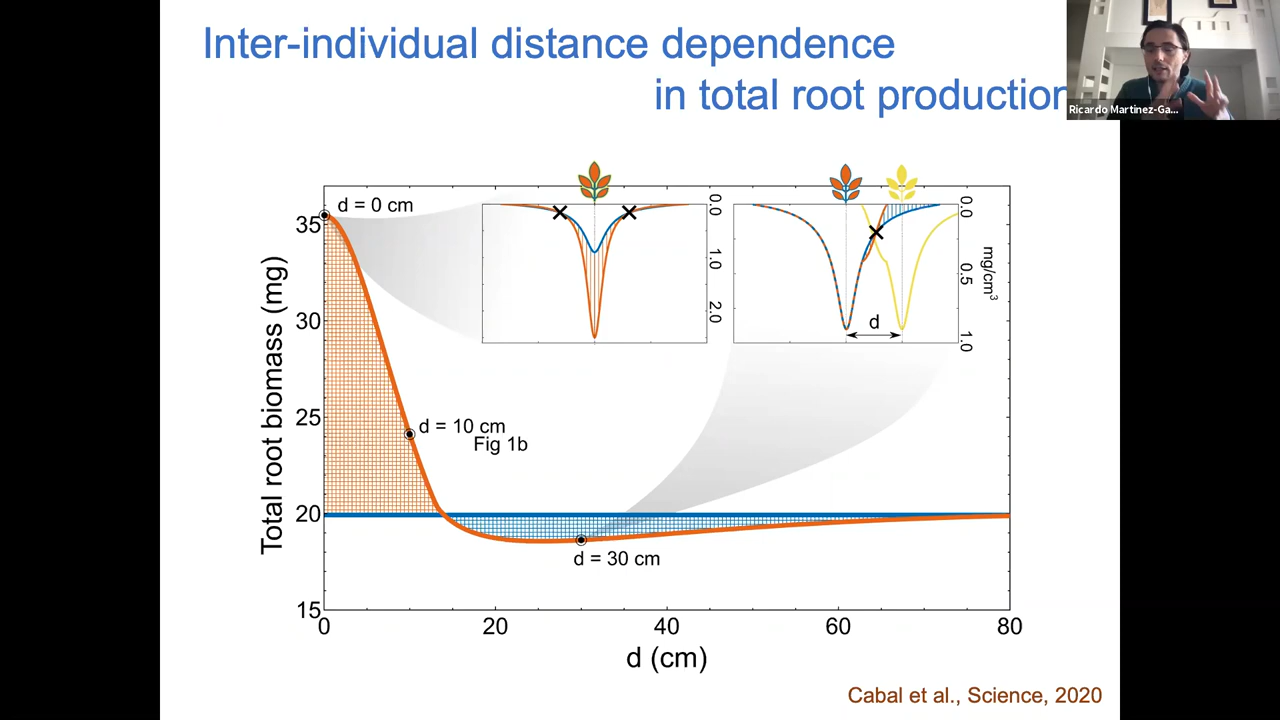 Inter-individual distance dependence
in total root production
Ricardo Martinez-Ga...
d = 0 cm
0.0
1.0
2.0
0.0
0.5
1.0
mg/cm³
d
35
30
25
20
15
Total root biomass (mg)
d = 10 cm
Fig 1b
d = 30 cm
0
20
40
60
80
d (cm)
Cabal et al., Science, 2020